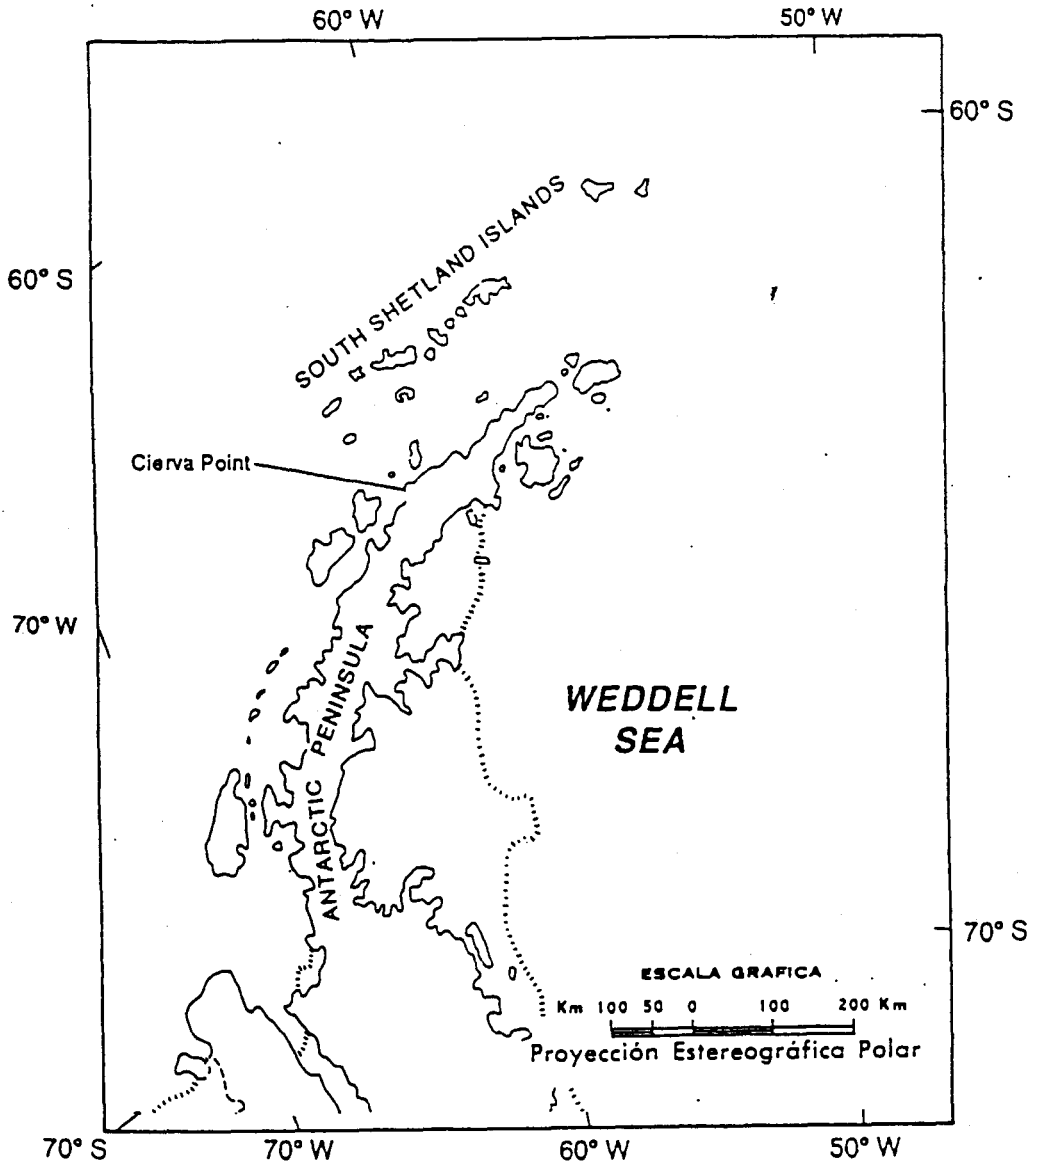 60° W
50° W
60° S
SOUTH SHETLAND ISLANDS
60° S
Cierva Point
70° W
ANTARCTIC PENINSULA
WEDDELL
SEA
70° S
ESCALA GRAFICA
Km 100 50 0 100 200 Km
Proyección Estereográfica Polar
70° S
70° W
60° W
50° W